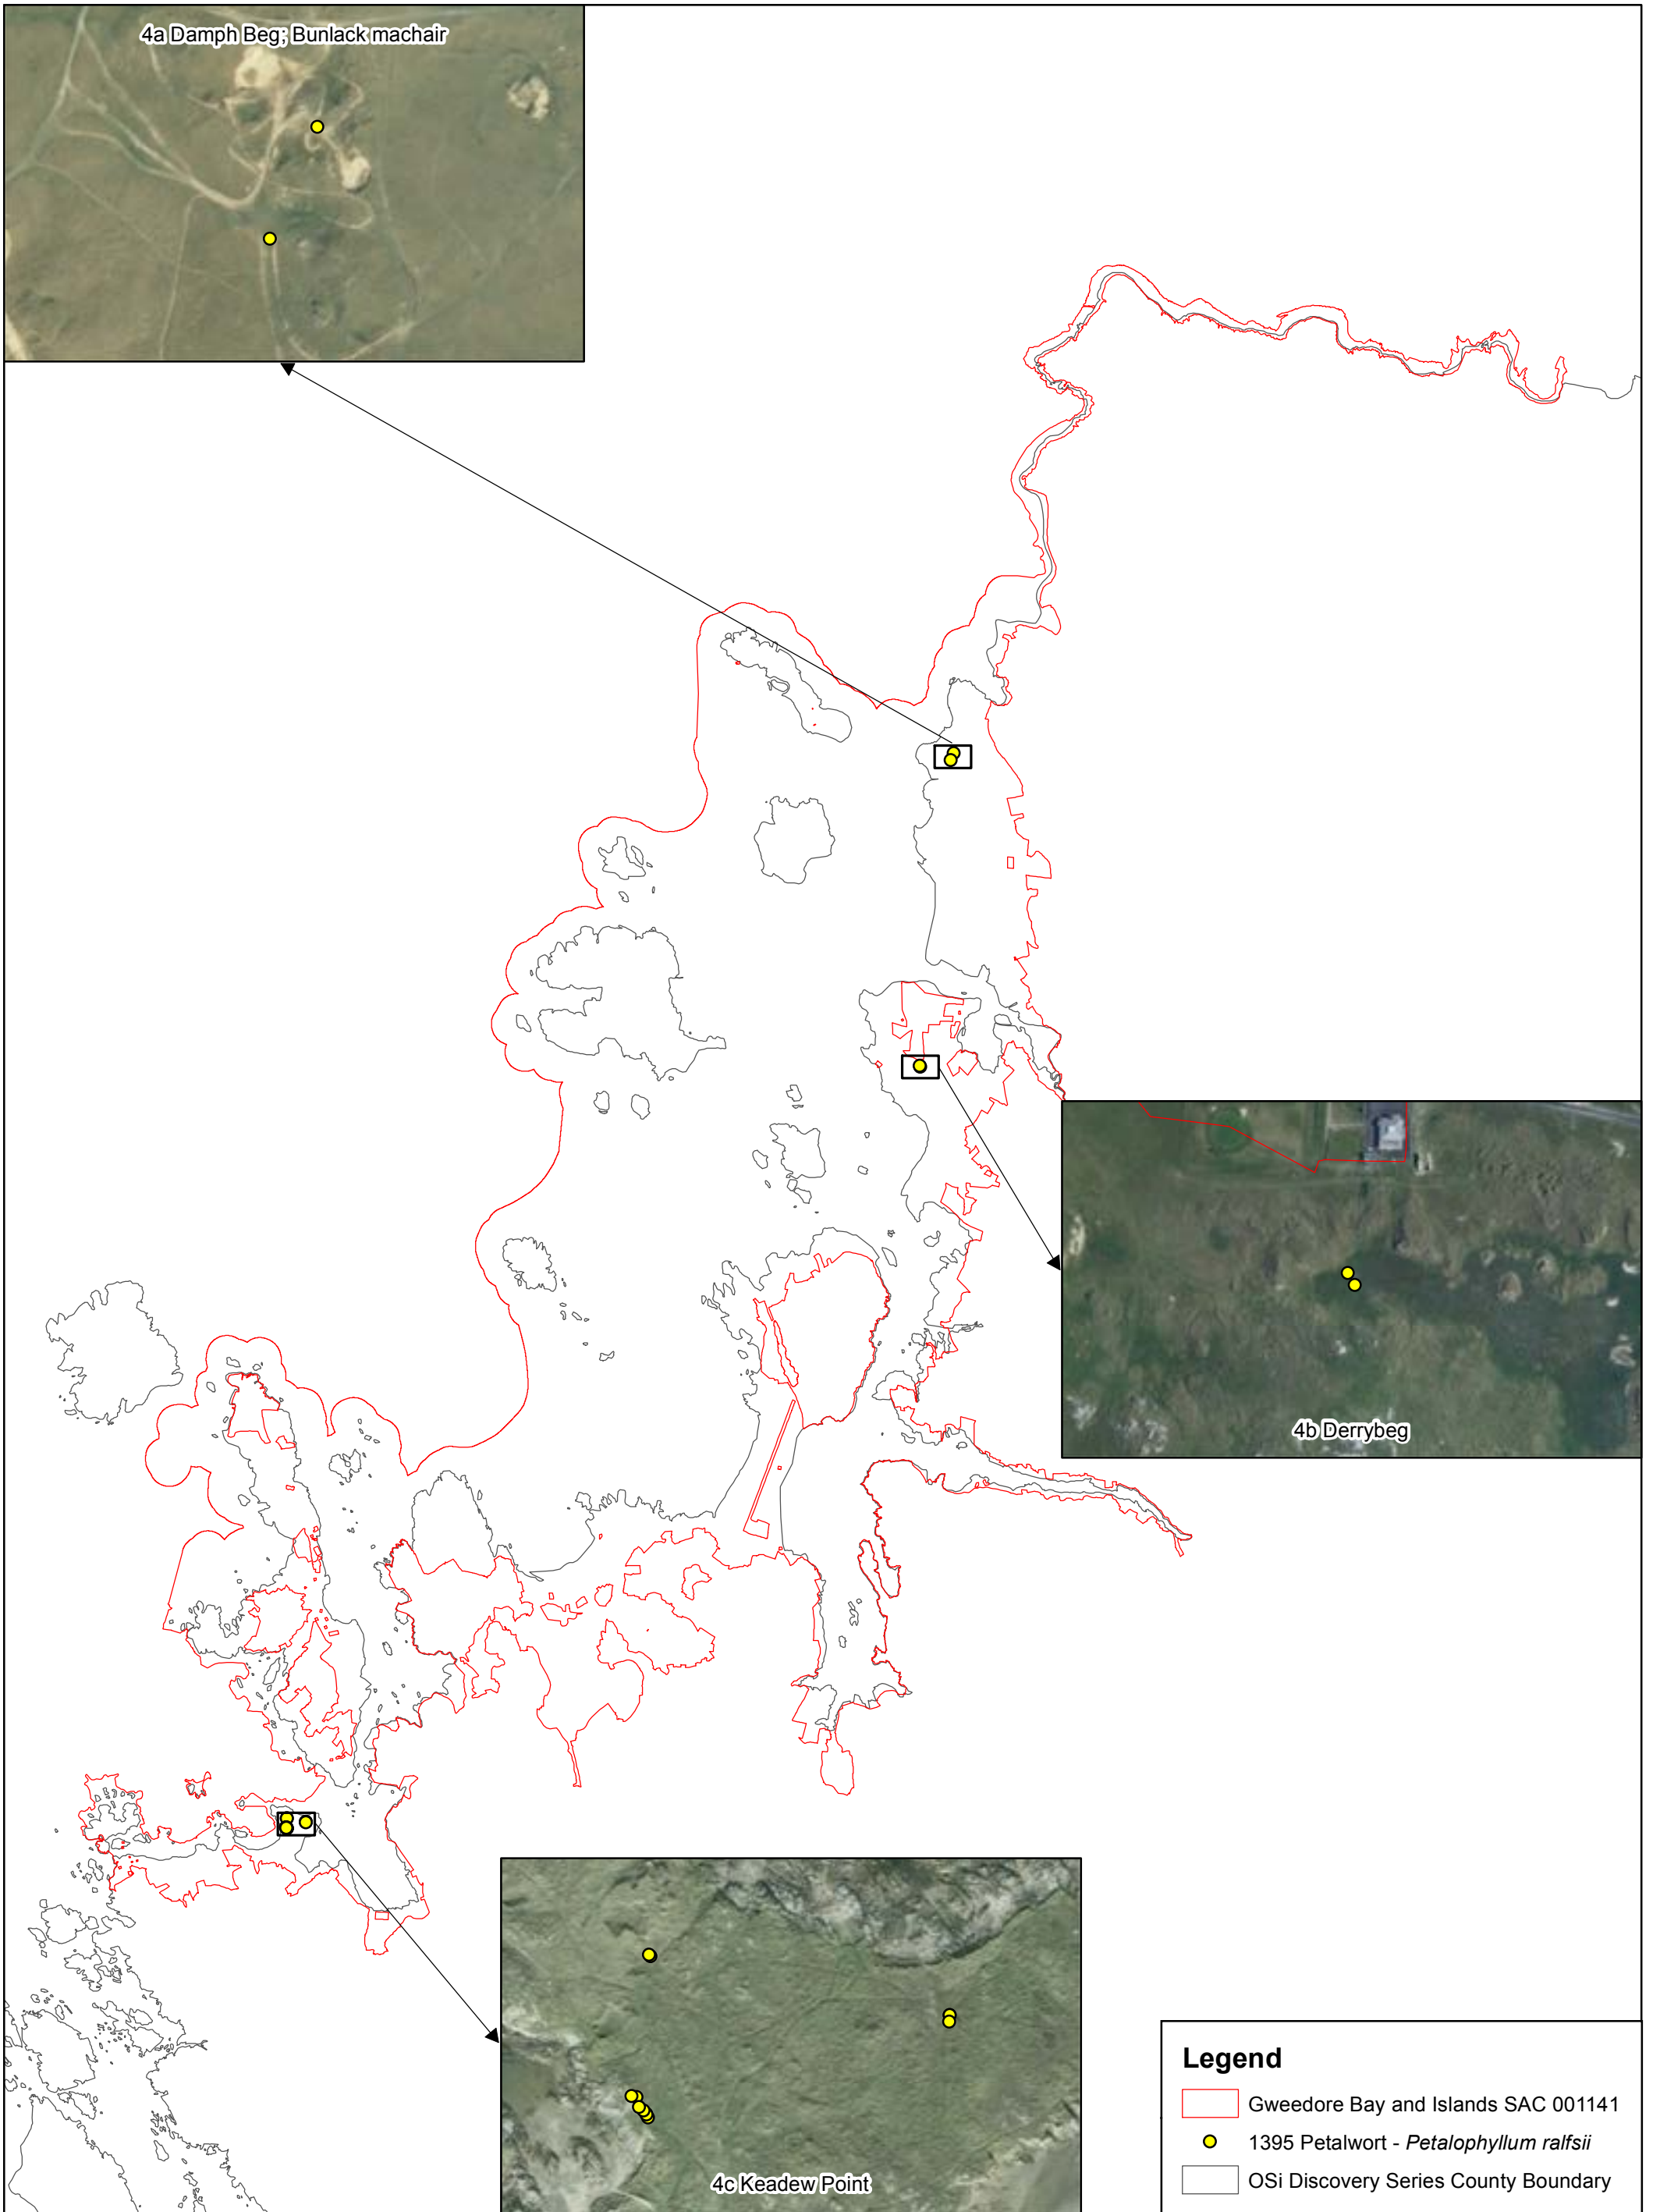 4a Damph Beg; Bunlack machair
4b Derrybeg
4c Keadew Point
Legend
Gweedore Bay and Islands SAC 001141
1395 Petalwort - Petalophyllum ralfsii
OSi Discovery Series County Boundary